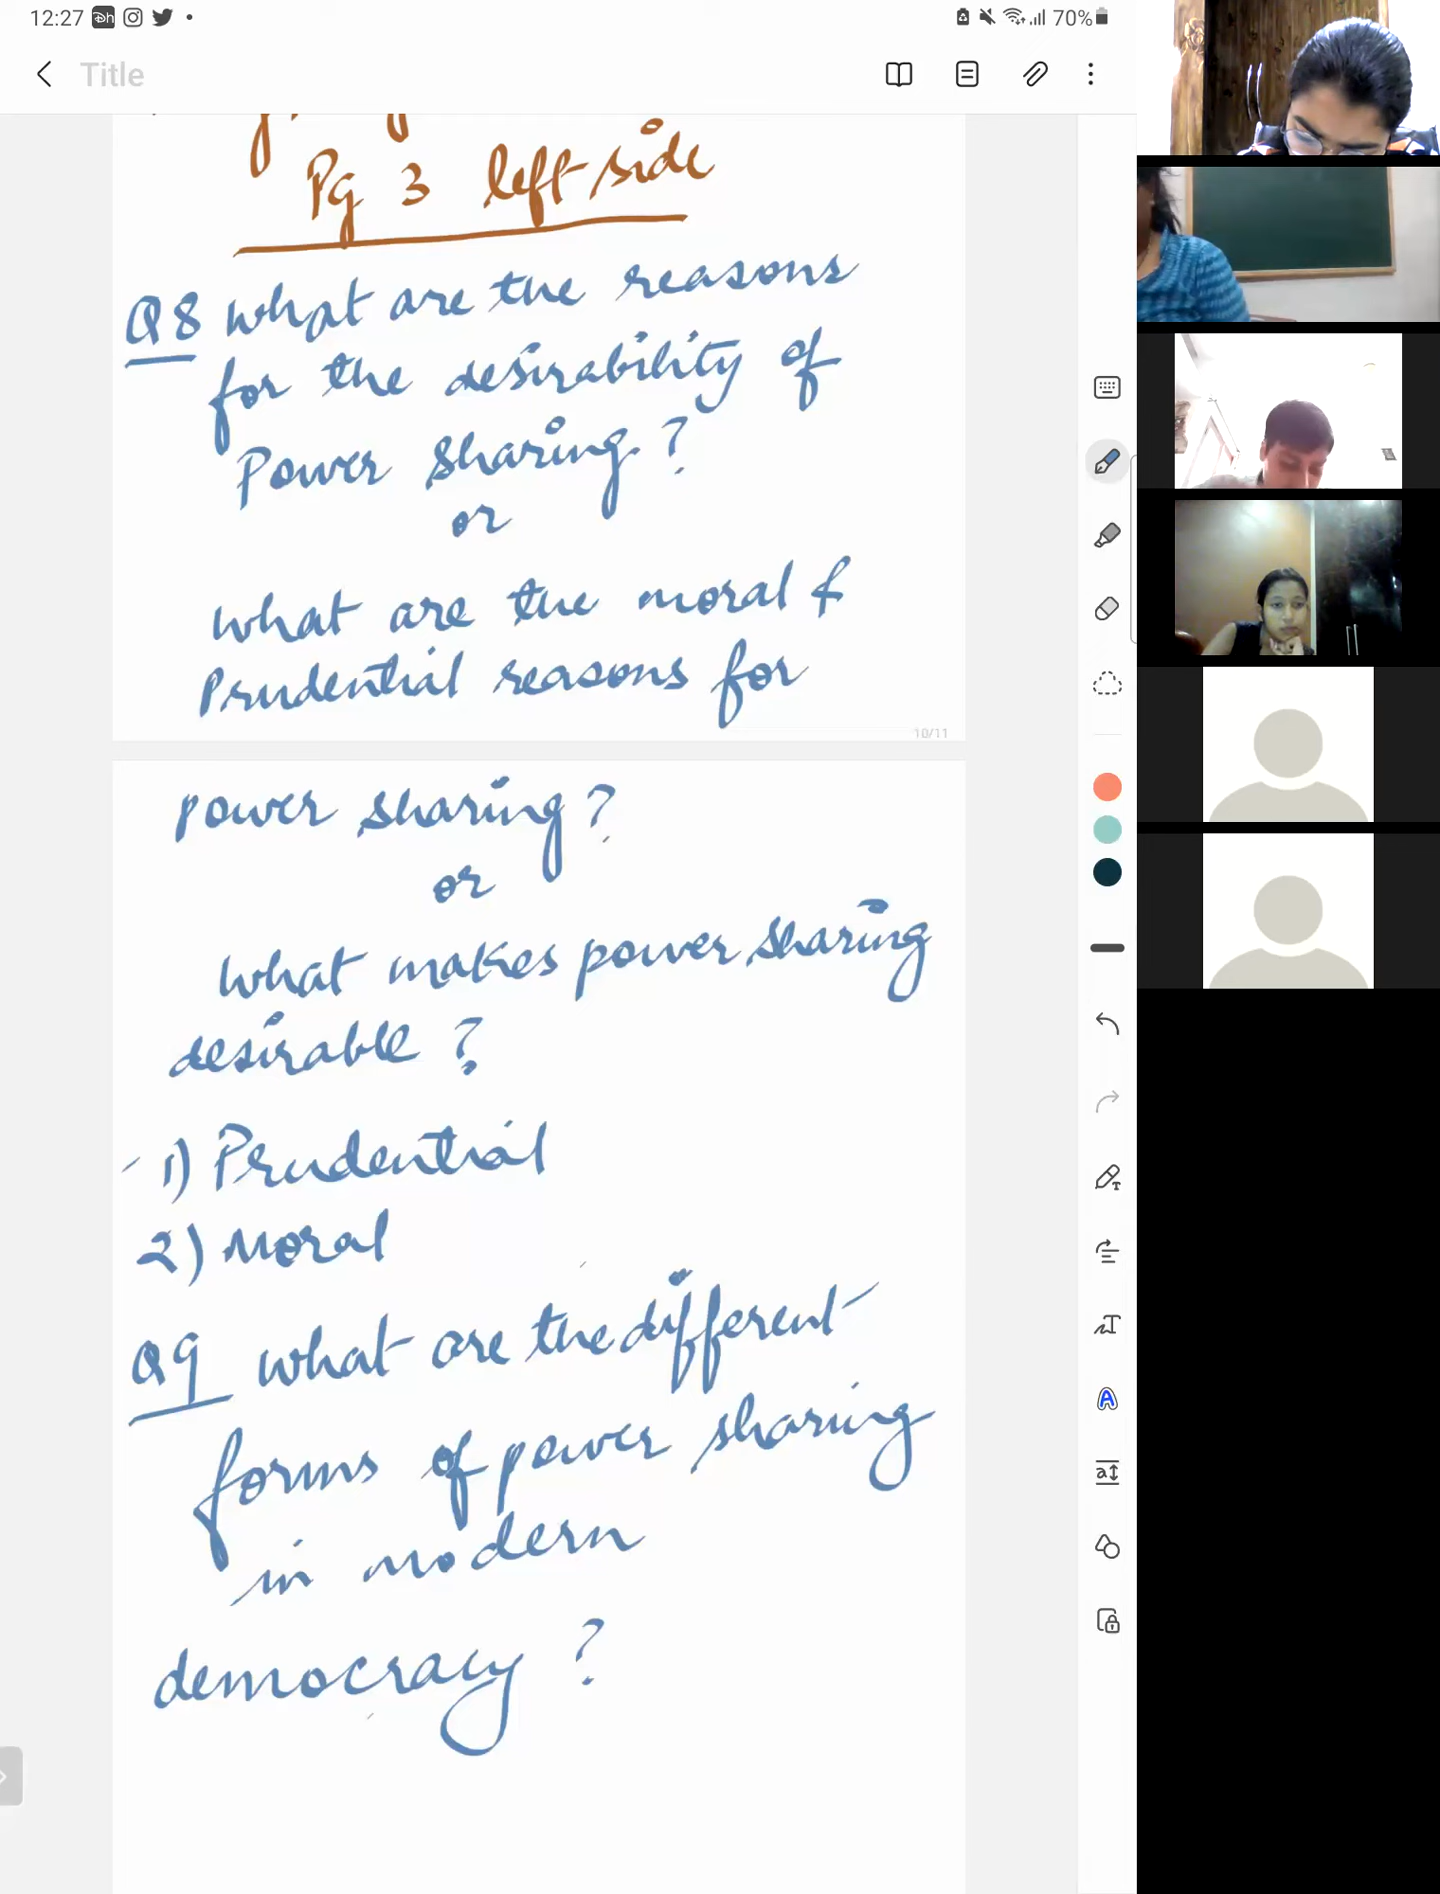 12:27
70%
Title
Pg 3 left side
Q8 What are the reasons
for the desirability of
Power sharing.?
or
What are the moral &
Prudential reasons for
10/11
power sharing?
or
What makes power sharing
desirable?
1) Prudential
2) Moral
Q9 What are the different
forms of power sharing
in modern
democracy?